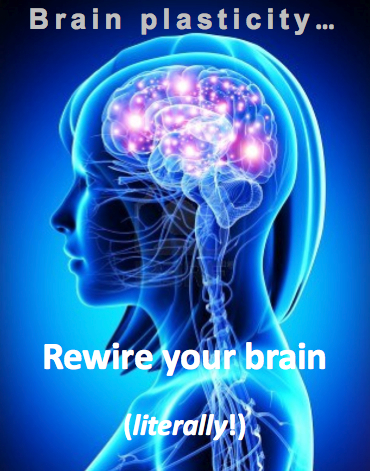 Brain plasticity…
Rewire your brain
(literally!)